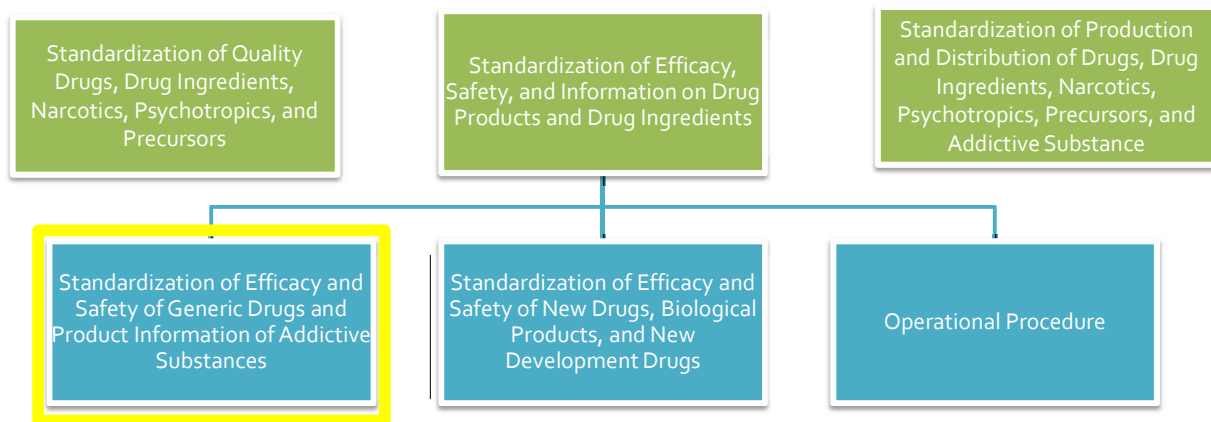 Standardization of Quality
Drugs, Drug Ingredients,
Narcotics, Psychotropics, and
Precursors
Standardization of Efficacy,
Safety, and Information on Drug
Products and Drug Ingredients
Standardization of Production
and Distribution of Drugs, Drug
Ingredients, Narcotics,
Psychotropics, Precursors, and
Addictive Substance
Standardization of Efficacy and
Safety of Generic Drugs and
Product Information of Addictive
Substances
Standardization of Efficacy and
Safety of New Drugs, Biological
Products, and New
Development Drugs
Operational Procedure